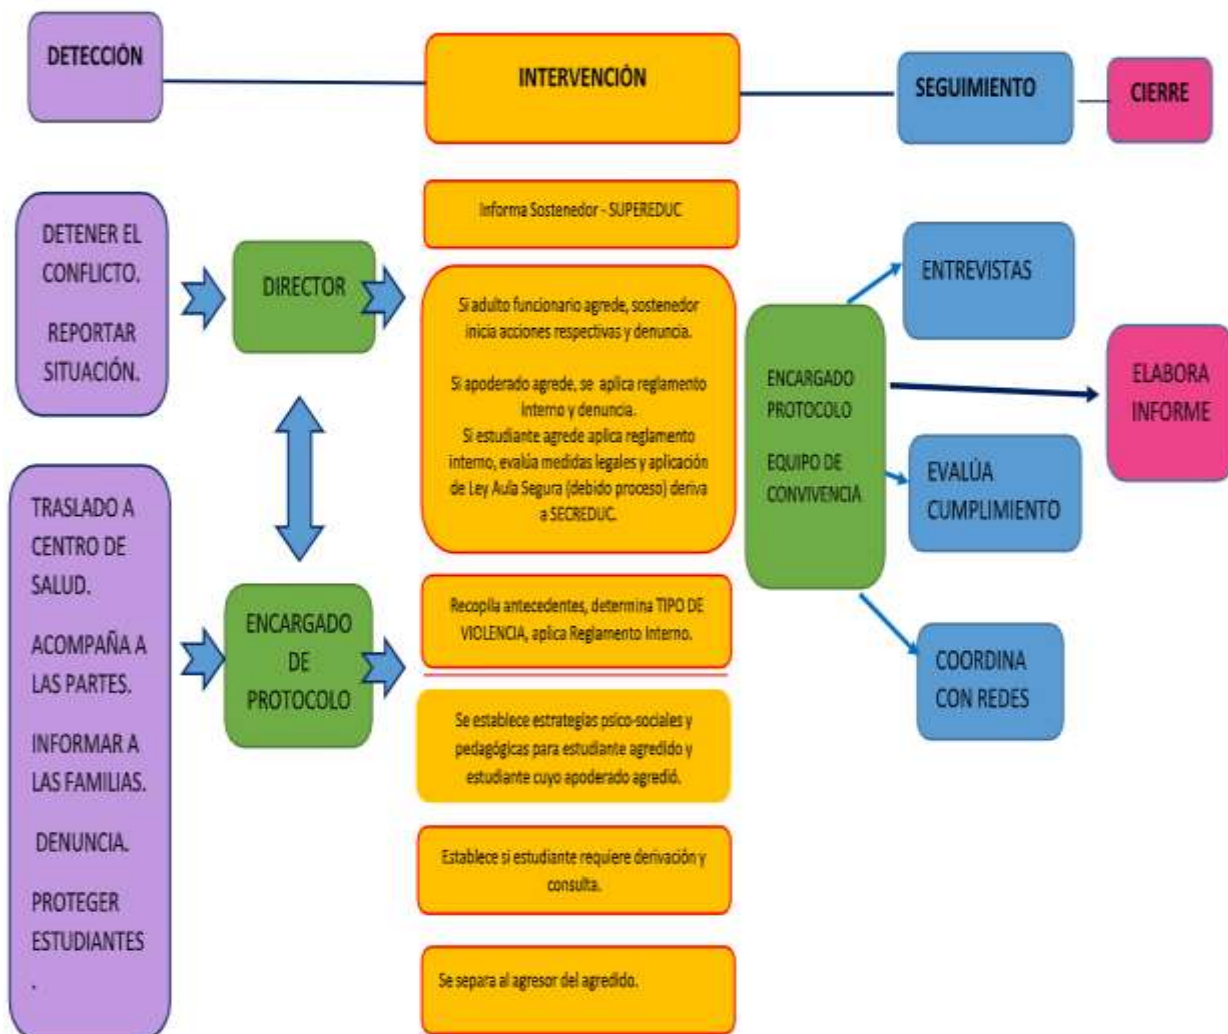 DETECCIÓN
INTERVENCIÓN
SEGUIMIENTO
CIERRE
DETENER EL
CONFLICTO.
REPORTAR
SITUACIÓN.
DIRECTOR
Informa Sostenedor - SUPEREDUC
Si adulto funcionario agrede, sostenedor
inicia acciones respectivas y denuncia.
Si apoderado agrede, se aplica reglamento
Interno y denuncia.
Si estudiante agrede aplica reglamento
interno, evalúa medidas legales y aplicación
de Ley Aula Segura (debido proceso) deriva
a SECREDUC.
TRASLADO A
CENTRO DE
SALUD.
ACOMPAÑA A
LAS PARTES.
INFORMAR A
LAS FAMILIAS.
DENUNCIA.
PROTEGER
ESTUDIANTES
.
ENCARGADO
DE
PROTOCOLO
Recopila antecedentes, determina TIPO DE
VIOLENCIA, aplica Reglamento Interno.
Se establece estrategias psico-sociales y
pedagógicas para estudiante agredido y
estudiante cuyo apoderado agredió.
Establece si estudiante requiere derivación y
consulta.
Se separa al agresor del agredido.
ENCARGADO
PROTOCOLO
EQUIPO DE
CONVIVENCIA
ENTREVISTAS
EVALÚA
CUMPLIMIENTO
COORDINA
CON REDES
ELABORA
INFORME